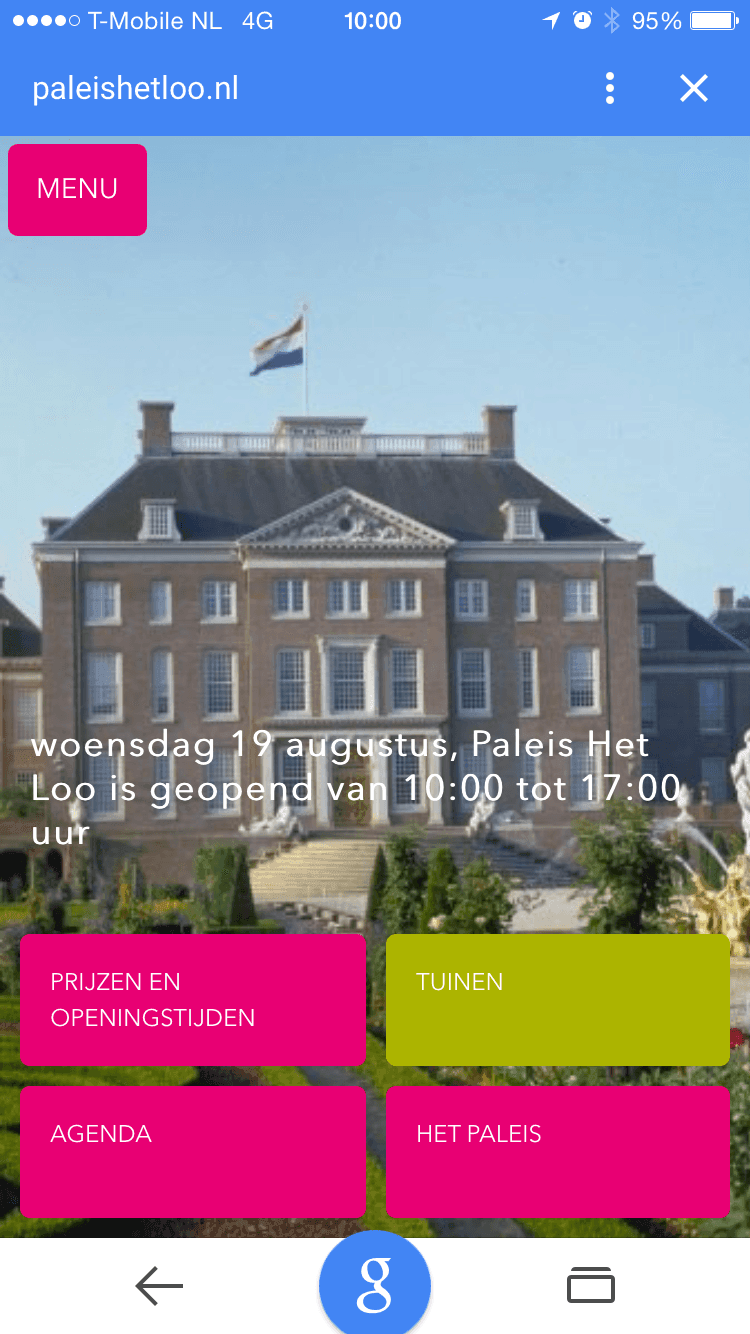 T-Mobile NL 4G 10:00 95%
paleishetloo.nl
MENU
woensdag 19 augustus, Paleis Het
Loo is geopend van 10:00 tot 17:00
uur
PRIJZEN EN
OPENINGSTIJDEN
TUINEN
AGENDA
HET PALEIS
g